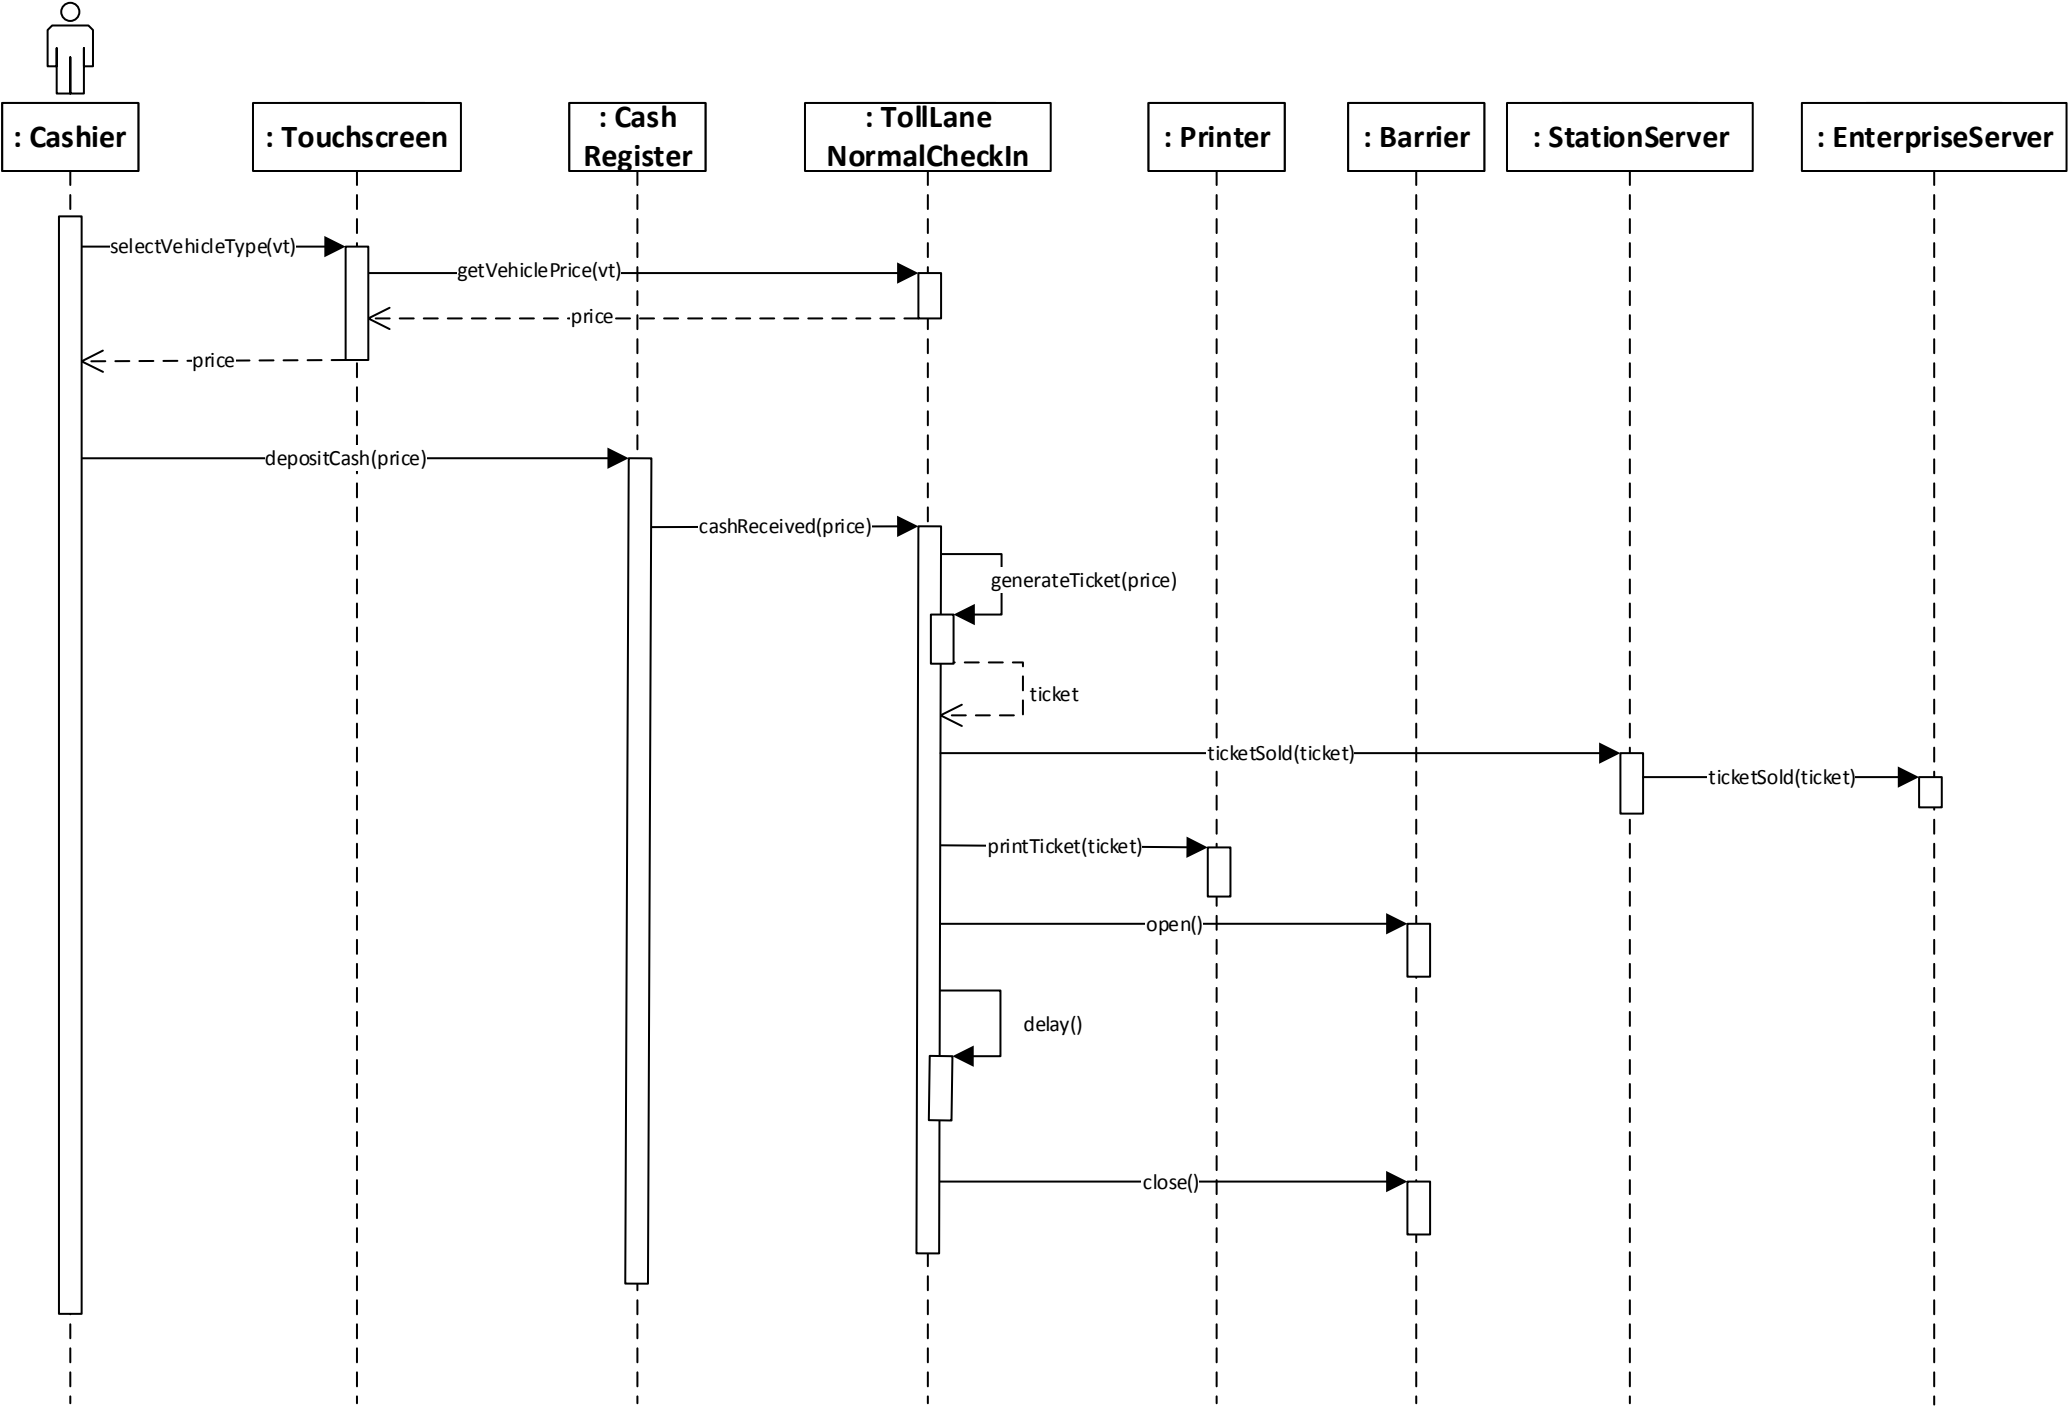 : Cashier
: Touchscreen
: Cash
Register
: TollLane
NormalCheckIn
: Printer
: Barrier
: StationServer
: EnterpriseServer
selectVehicleType(vt)
getVehiclePrice(vt)
price
price
depositCash(price)
cashReceived(price)
generateTicket(price)
ticket
ticketSold(ticket)
ticketSold(ticket)
printTicket(ticket)
open()
delay()
close()